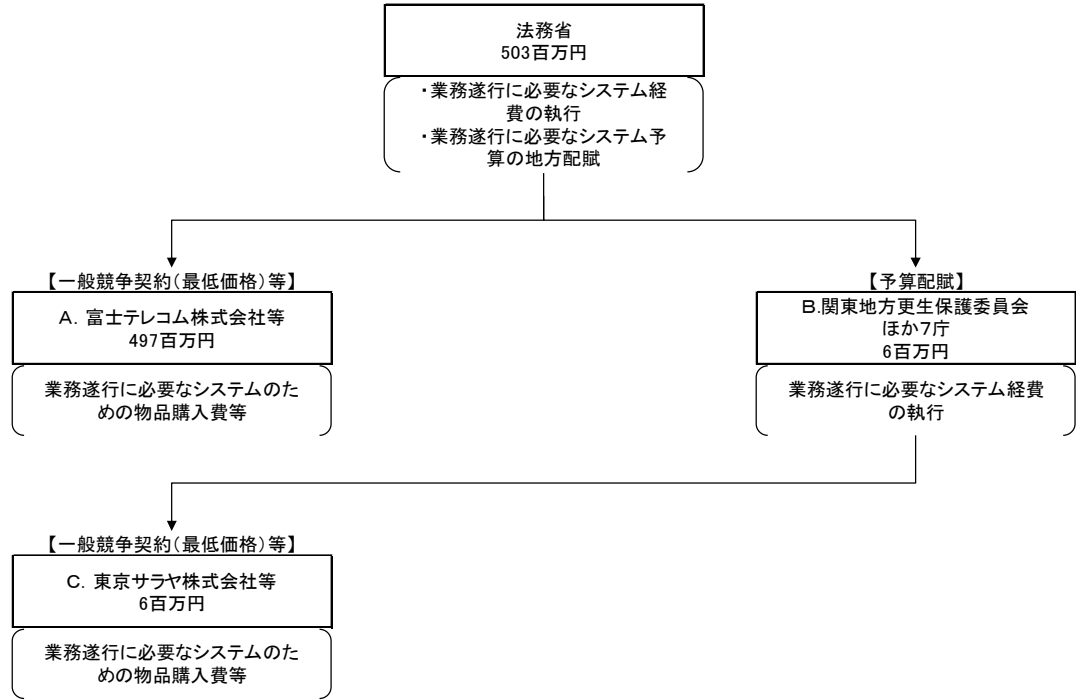 法務省
503百万円
・業務遂行に必要なシステム経
費の執行
・業務遂行に必要なシステム予
算の地方配賦
【一般競争契約(最低価格)等】
A. 富士テレコム株式会社等
497百万円
業務遂行に必要なシステムのた
めの物品購入費等
【予算配賦】
B.関東地方更生保護委員会
ほか7庁
6百万円
業務遂行に必要なシステム経費
の執行
【一般競争契約(最低価格)等】
C. 東京サラヤ株式会社等
6百万円
業務遂行に必要なシステムのた
めの物品購入費等